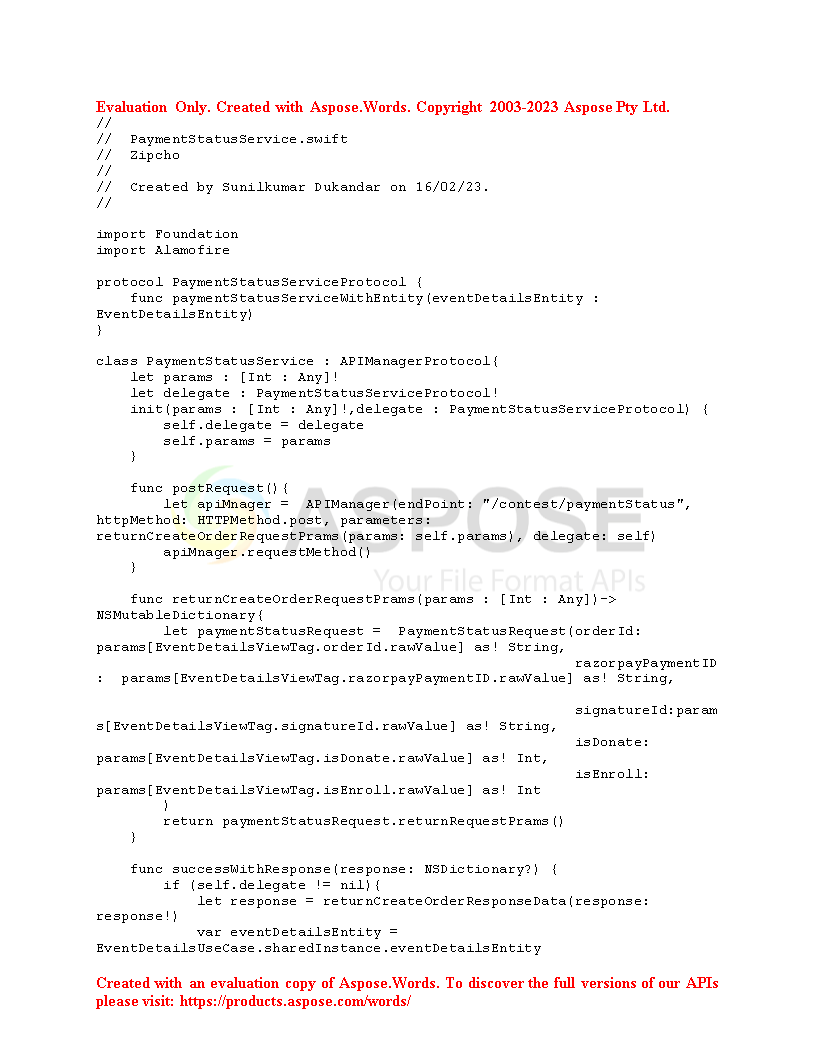 Evaluation Only. Created with Aspose.Words. Copyright 2003-2023 Aspose Pty Ltd.
//
//  PaymentStatusService.swift
//  Zipcho
//
//  Created by Sunilkumar Dukandar on 16/02/23.
//
import Foundation
import Alamofire
protocol PaymentStatusServiceProtocol {
    func paymentStatusServiceWithEntity(eventDetailsEntity :
EventDetailsEntity)
}
class PaymentStatusService : APIManagerProtocol{
    let params : [Int : Any]!
    let delegate : PaymentStatusServiceProtocol!
    init(params : [Int : Any]!,delegate : PaymentStatusServiceProtocol) {
        self.delegate = delegate
        self.params = params
    }
    func postRequest(){
        let apiMnager =  APIManager(endPoint: "/contest/paymentStatus",
httpMethod: HTTPMethod.post, parameters:
returnCreateOrderRequestPrams(params: self.params), delegate: self)
        apiMnager.requestMethod()
    }
ASPOSE
Your File Format APIs
    func returnCreateOrderRequestPrams(params : [Int : Any])->
NSMutableDictionary{
        let paymentStatusRequest =  PaymentStatusRequest(orderId:
params[EventDetailsViewTag.orderId.rawValue] as! String,
                                                         razorpayPaymentID
:  params[EventDetailsViewTag.razorpayPaymentID.rawValue] as! String,
                                                         signatureId:param
s[EventDetailsViewTag.signatureId.rawValue] as! String,
                                                         isDonate:
params[EventDetailsViewTag.isDonate.rawValue] as! Int,
                                                         isEnroll:
params[EventDetailsViewTag.isEnroll.rawValue] as! Int
        )
        return paymentStatusRequest.returnRequestPrams()
    }
    func successWithResponse(response: NSDictionary?) {
        if (self.delegate != nil){
            let response = returnCreateOrderResponseData(response:
response!)
            var eventDetailsEntity =
EventDetailsUseCase.sharedInstance.eventDetailsEntity
Created with an evaluation copy of Aspose.Words. To discover the full versions of our APIs
please visit: https://products.aspose.com/words/